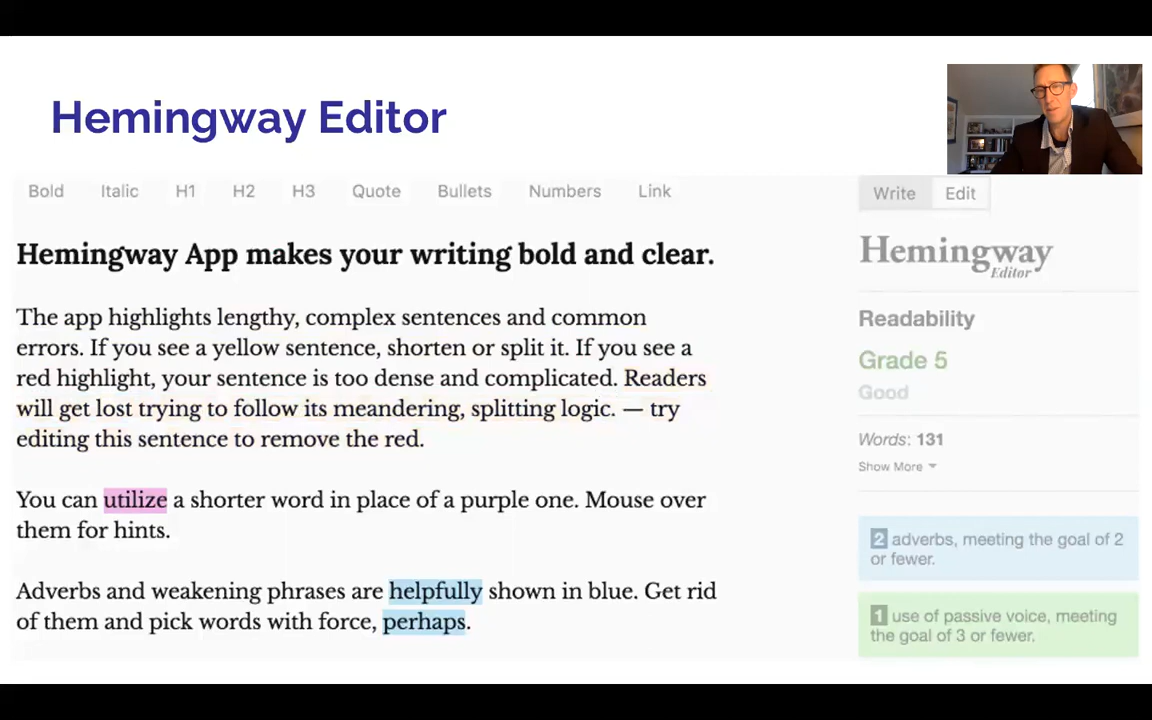 Hemingway Editor
Bold Italic H1 H2 H3 Quote Bullets Numbers Link
Write Edit
Hemingway App makes your writing bold and clear.
The app highlights lengthy, complex sentences and common
errors. If you see a yellow sentence, shorten or split it. If you see a
red highlight, your sentence is too dense and complicated. Readers
will get lost trying to follow its meandering, splitting logic. — try
editing this sentence to remove the red.
You can utilize a shorter word in place of a purple one. Mouse over
them for hints.
Adverbs and weakening phrases are helpfully shown in blue. Get rid
of them and pick words with force, perhaps.
Hemingway
Editor
Readability
Grade 5
Good
Words: 131
Show More
2 adverbs, meeting the goal of 2
or fewer.
1 use of passive voice, meeting
the goal of 3 or fewer.